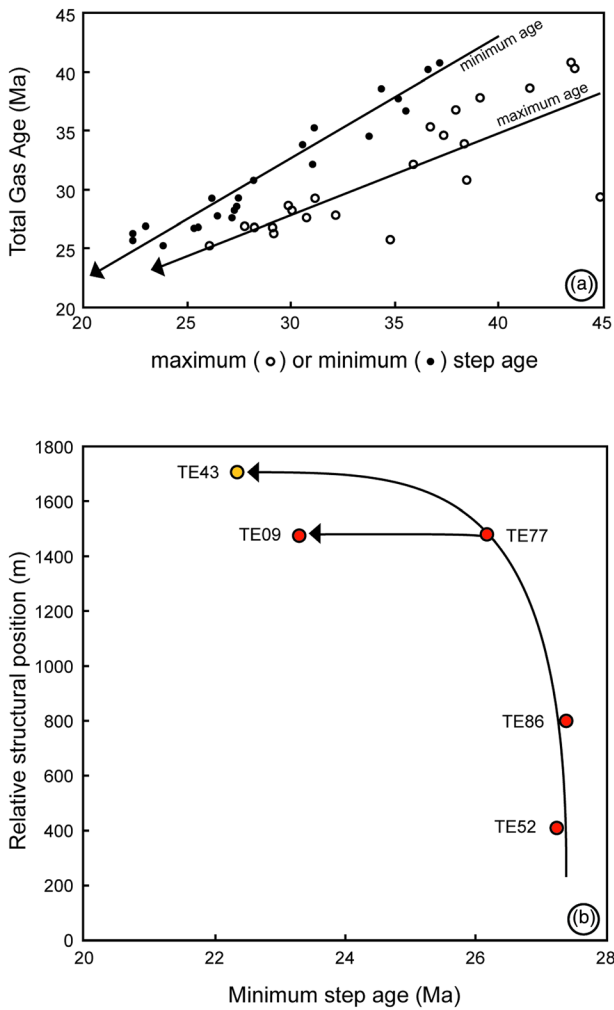 45
40
35
30
25
20
Total Gas Age (Ma)
minimum age
maximum age
(a)
20 25 30 35 40 45
maximum ( ) or minimum ( ) step age
1800
1600
1400
1200
1000
800
600
400
200
0
Relative structural position (m)
TE43
TE09 TE77
TE86
TE52
(b)
20 22 24 26 28
Minimum step age (Ma)